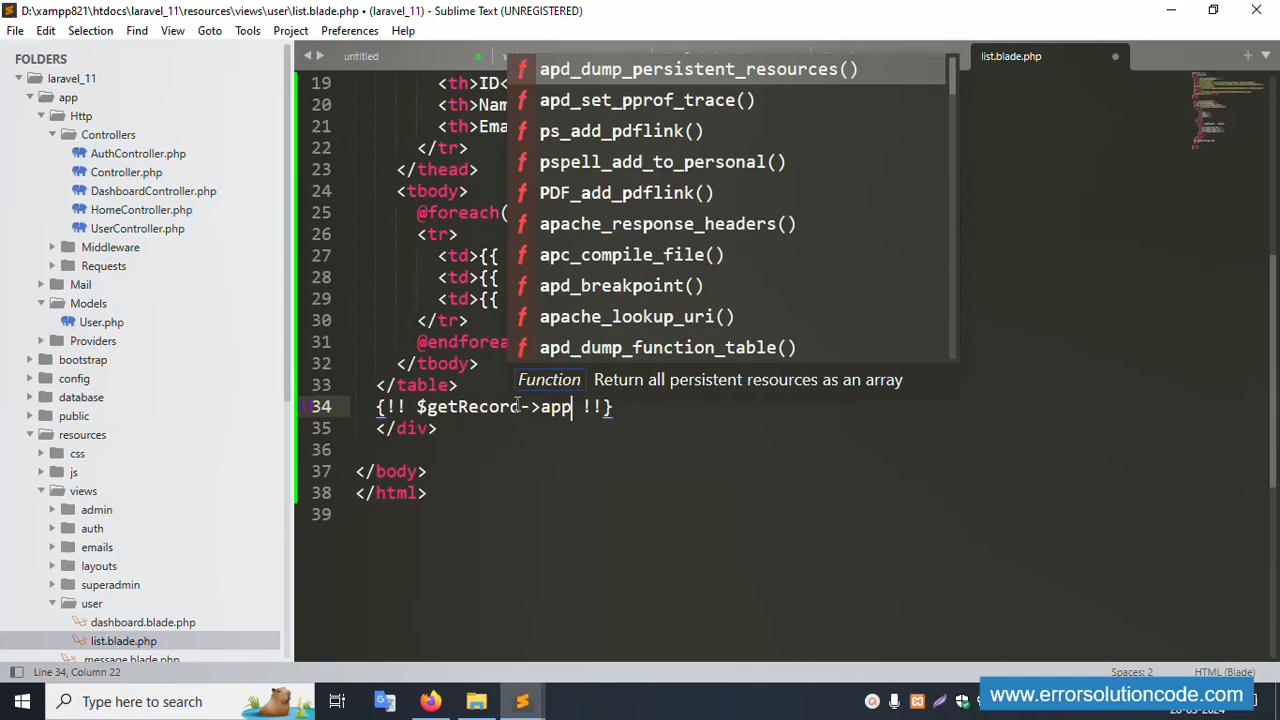 D:\xampp821\htdocs\laravel_11\resources\views\user\list.blade.php • (laravel_11) - Sublime Text (UNREGISTERED)
File Edit Selection Find View Goto Tools Project Preferences Help
FOLDERS
laravel_11
app
Http
Controllers
AuthController.php
Controller.php
DashboardController.php
HomeController.php
UserController.php
Middleware
Requests
Mail
Models
User.php
Providers
bootstrap
config
database
public
resources
css
js
views
admin
auth
emails
layouts
superadmin
user
dashboard.blade.php
list.blade.php
message.blade.php
untitled
list.blade.php
19 <th>ID<
20 <th>Nam
21 <th>Ema
22 </tr>
23 </thead>
24 <tbody>
25 @foreach(
26 <tr>
27 <td>{{
28 <td>{{
29 <td>{{
30 </tr>
31 @endforea
32 </tbody>
33 </table>
34 {!! $getRecord->app !!}
35 </div>
36
37 </body>
38 </html>
39
f apd_dump_persistent_resources()
f apd_set_pprof_trace()
f ps_add_pdflink()
f pspell_add_to_personal()
f PDF_add_pdflink()
f apache_response_headers()
f apc_compile_file()
f apd_breakpoint()
f apache_lookup_uri()
f apd_dump_function_table()
Function Return all persistent resources as an array
Line 34, Column 22
Spaces: 2
HTML (Blade)
Type here to search
www.errorsolutioncode.com